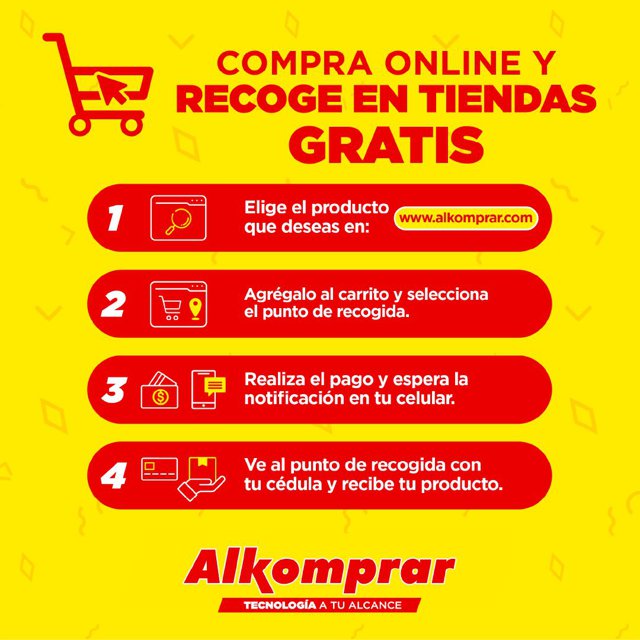 COMPRA ONLINE Y
RECOGE EN TIENDAS
GRATIS
1
Elige el producto
que deseas en:
www.alkomprar.com
2
Agrégalo al carrito y selecciona
el punto de recogida.
3
$
Realiza el pago y espera la
notificación en tu celular.
4
Ve al punto de recogida con
tu cédula y recibe tu producto.
Alkomprar
TECNOLOGÍA A TU ALCANCE